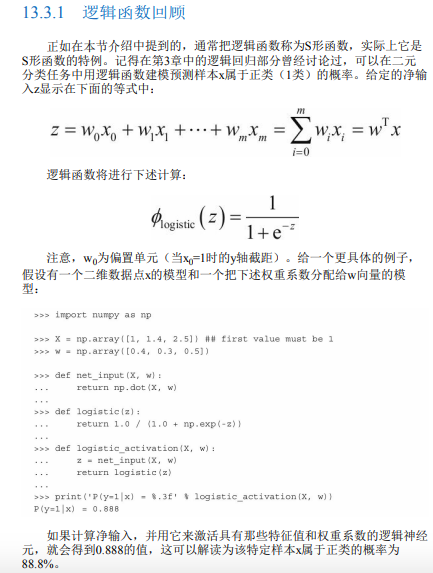 13.3.1 逻辑函数回顾
正如在本节介绍中提到的，通常把逻辑函数称为S形函数，实际上它是
S形函数的特例。记得在第3章中的逻辑回归部分曾经讨论过，可以在二元
分类任务中用逻辑函数建模预测样本x属于正类（1类）的概率。给定的净输
入z显示在下面的等式中：
z = w₀x₀ + w₁x₁ + ··· + wₘxₘ = ∑ᵢ₌₀ᵐ wᵢxᵢ = wᵀx
逻辑函数将进行下述计算：
ϕlogistic (z) = 1 / (1 + e⁻ᶻ)
注意，w₀为偏置单元（当x₀=1时的y轴截距）。给一个更具体的例子，
假设有一个二维数据点x的模型和一个把下述权重系数分配给w向量的模
型：
>>> import numpy as np
>>> X = np.array([1, 1.4, 2.5]) ## first value must be 1
>>> w = np.array([0.4, 0.3, 0.5])
>>> def net_input(X, w):
... return np.dot(X, w)
...
>>> def logistic(z):
... return 1.0 / (1.0 + np.exp(-z))
...
>>> def logistic_activation(X, w):
... z = net_input(X, w)
... return logistic(z)
...
>>> print('P(y=1|x) = %.3f' % logistic_activation(X, w))
P(y=1|x) = 0.888
如果计算净输入，并用它来激活具有那些特征值和权重系数的逻辑神经
元，就会得到0.888的值，这可以解读为该特定样本x属于正类的概率为
88.8%。